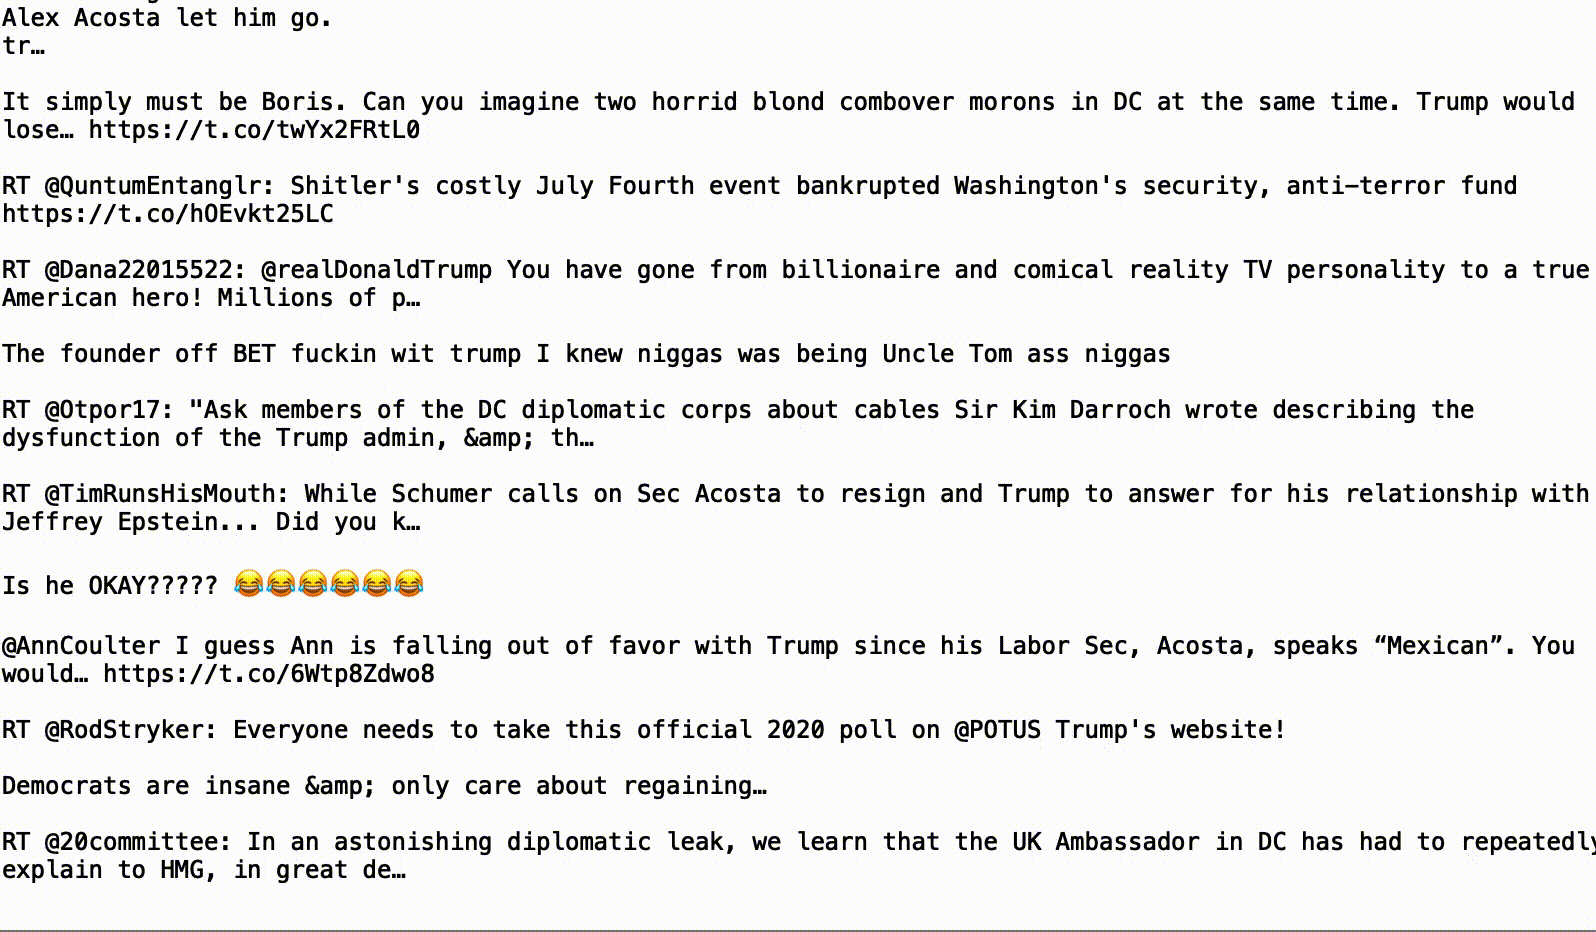 Alex Acosta let him go.
tr…
It simply must be Boris. Can you imagine two horrid blond combover morons in DC at the same time. Trump would
lose… https://t.co/twYx2FRtL0
RT @QuntumEntanglr: Shitler's costly July Fourth event bankrupted Washington's security, anti-terror fund
https://t.co/hOEvkt25LC
RT @Dana22015522: @realDonaldTrump You have gone from billionaire and comical reality TV personality to a true
American hero! Millions of p…
The founder off BET fuckin wit trump I knew niggas was being Uncle Tom ass niggas
RT @Otpor17: "Ask members of the DC diplomatic corps about cables Sir Kim Darroch wrote describing the
dysfunction of the Trump admin, &amp; th…
RT @TimRunsHisMouth: While Schumer calls on Sec Acosta to resign and Trump to answer for his relationship with
Jeffrey Epstein... Did you k…
Is he OKAY????? 😂😂😂😂😂😂
@AnnCoulter I guess Ann is falling out of favor with Trump since his Labor Sec, Acosta, speaks “Mexican”. You
would… https://t.co/6Wtp8Zdwo8
RT @RodStryker: Everyone needs to take this official 2020 poll on @POTUS Trump's website!
Democrats are insane &amp; only care about regaining…
RT @20committee: In an astonishing diplomatic leak, we learn that the UK Ambassador in DC has had to repeatedly
explain to HMG, in great de…